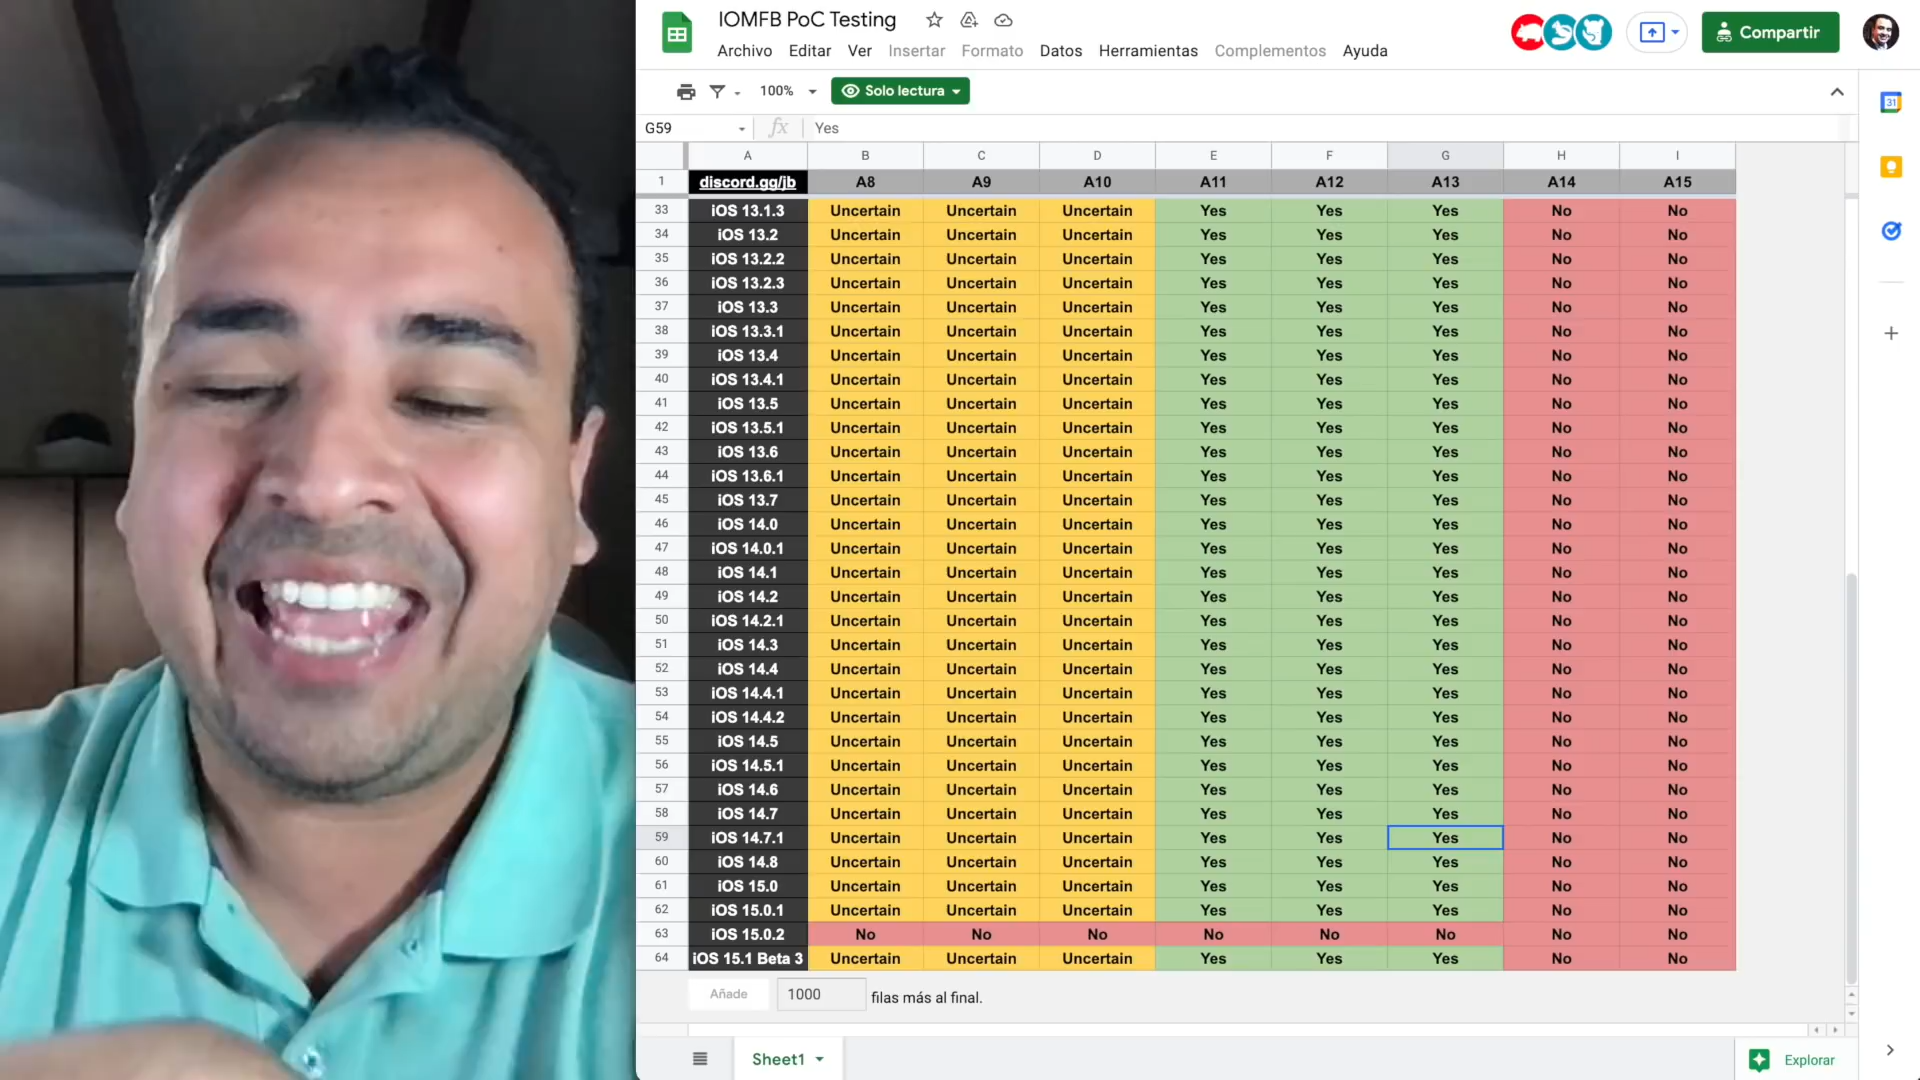 IOMFB PoC Testing
Archivo Editar Ver Insertar Formato Datos Herramientas Complementos Ayuda
Compartir
100% Solo lectura
31
G59 fx Yes
A B C D E F G H I
1 discord.gg/jb A8 A9 A10 A11 A12 A13 A14 A15
33 iOS 13.1.3 Uncertain Uncertain Uncertain Yes Yes Yes No No
34 iOS 13.2 Uncertain Uncertain Uncertain Yes Yes Yes No No
35 iOS 13.2.2 Uncertain Uncertain Uncertain Yes Yes Yes No No
36 iOS 13.2.3 Uncertain Uncertain Uncertain Yes Yes Yes No No
37 iOS 13.3 Uncertain Uncertain Uncertain Yes Yes Yes No No
38 iOS 13.3.1 Uncertain Uncertain Uncertain Yes Yes Yes No No
39 iOS 13.4 Uncertain Uncertain Uncertain Yes Yes Yes No No
40 iOS 13.4.1 Uncertain Uncertain Uncertain Yes Yes Yes No No
41 iOS 13.5 Uncertain Uncertain Uncertain Yes Yes Yes No No
42 iOS 13.5.1 Uncertain Uncertain Uncertain Yes Yes Yes No No
43 iOS 13.6 Uncertain Uncertain Uncertain Yes Yes Yes No No
44 iOS 13.6.1 Uncertain Uncertain Uncertain Yes Yes Yes No No
45 iOS 13.7 Uncertain Uncertain Uncertain Yes Yes Yes No No
46 iOS 14.0 Uncertain Uncertain Uncertain Yes Yes Yes No No
47 iOS 14.0.1 Uncertain Uncertain Uncertain Yes Yes Yes No No
48 iOS 14.1 Uncertain Uncertain Uncertain Yes Yes Yes No No
49 iOS 14.2 Uncertain Uncertain Uncertain Yes Yes Yes No No
50 iOS 14.2.1 Uncertain Uncertain Uncertain Yes Yes Yes No No
51 iOS 14.3 Uncertain Uncertain Uncertain Yes Yes Yes No No
52 iOS 14.4 Uncertain Uncertain Uncertain Yes Yes Yes No No
53 iOS 14.4.1 Uncertain Uncertain Uncertain Yes Yes Yes No No
54 iOS 14.4.2 Uncertain Uncertain Uncertain Yes Yes Yes No No
55 iOS 14.5 Uncertain Uncertain Uncertain Yes Yes Yes No No
56 iOS 14.5.1 Uncertain Uncertain Uncertain Yes Yes Yes No No
57 iOS 14.6 Uncertain Uncertain Uncertain Yes Yes Yes No No
58 iOS 14.7 Uncertain Uncertain Uncertain Yes Yes Yes No No
59 iOS 14.7.1 Uncertain Uncertain Uncertain Yes Yes Yes No No
60 iOS 14.8 Uncertain Uncertain Uncertain Yes Yes Yes No No
61 iOS 15.0 Uncertain Uncertain Uncertain Yes Yes Yes No No
62 iOS 15.0.1 Uncertain Uncertain Uncertain Yes Yes Yes No No
63 iOS 15.0.2 No No No No No No No No
64 iOS 15.1 Beta 3 Uncertain Uncertain Uncertain Yes Yes Yes No No
Añade 1000 filas más al final.
Sheet1
Explorar